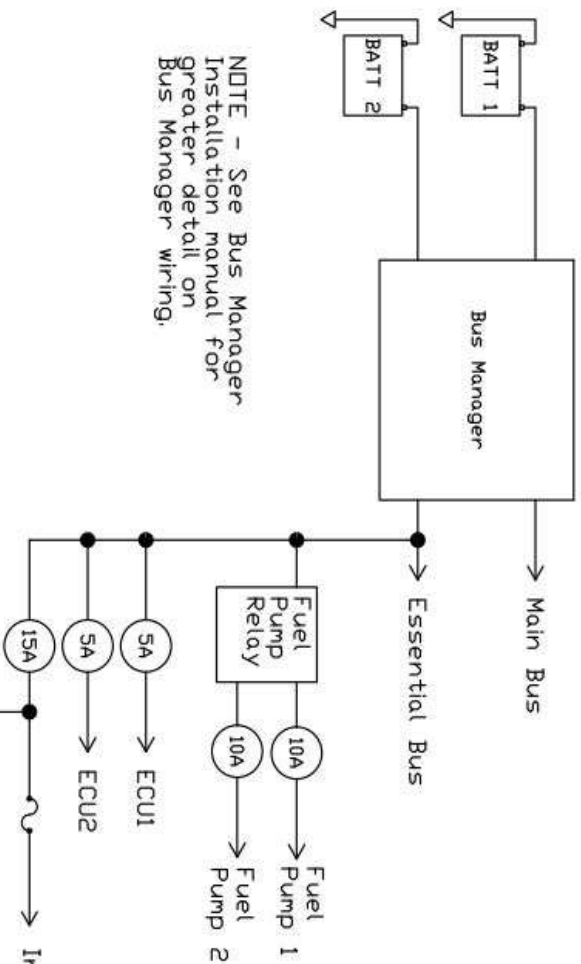 BATT 1
BATT 2
Bus Manager
Main Bus
Essential Bus
Fuel
Pump
Relay
10A
Fuel
Pump 1
10A
Fuel
Pump 2
5A
ECU1
5A
ECU2
15A
NOTE - See Bus Manager
Installation manual for
greater detail on
Bus Manager wiring.